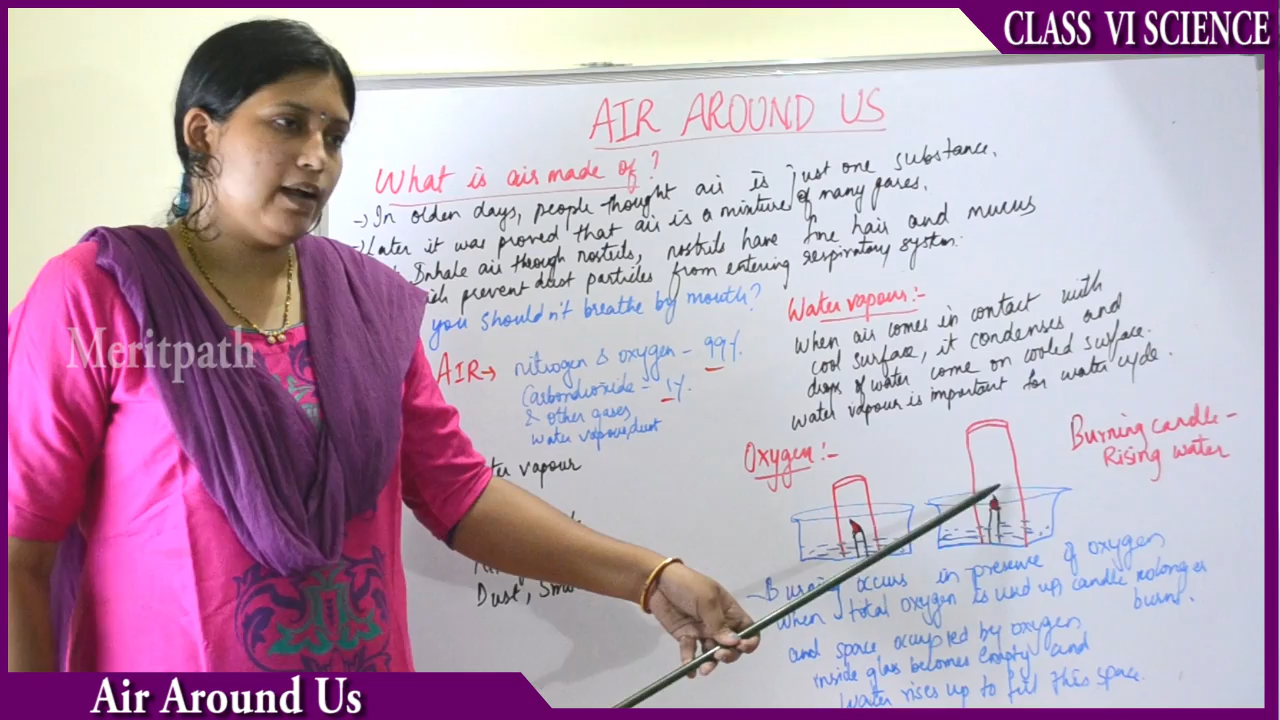 CLASS VI SCIENCE
AIR AROUND US
What is air made of?
→ In olden days, people thought air is just one substance.
→ Later it was proved that air is a mixture of many gases.
Inhale air through nostrils, nostrils have fine hair and mucus
prevent dust particles from entering respiratory system.
you shouldn't breathe by mouth?
AIR → nitrogen & oxygen - 99%.
Carbondioxide - 1%.
& other gases
water vapour, dust
vapour
Dust,
Water vapour:-
When air comes in contact with
cool surface, it condenses and
drops of water come on cooled surface.
water vapour is important for water cycle.
Oxygen:-
Burning candle -
Rising water
- Burning occurs in presence of oxygen
when total oxygen is used up, candle nolonger
burns.
and space occupied by oxygen
inside glass becomes empty and
water rises up to fill this space.
Meritpath
Air Around Us